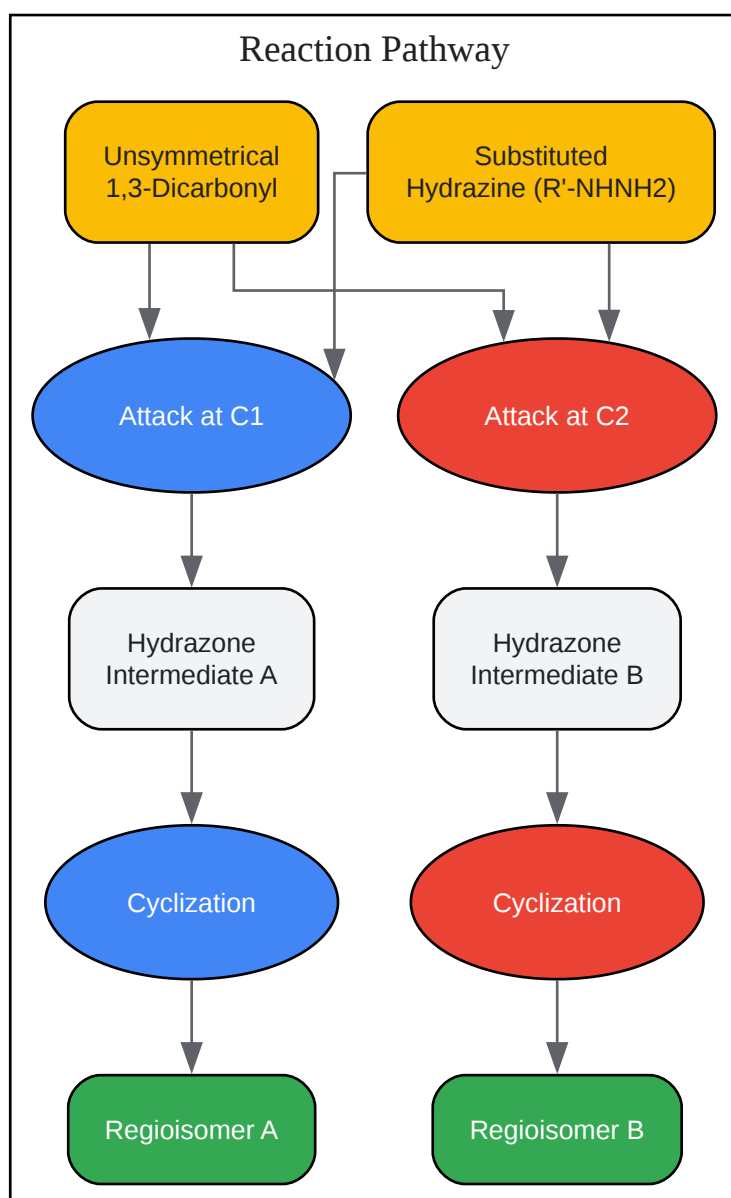 Reaction Pathway
Unsymmetrical
1,3-Dicarbonyl
Substituted
Hydrazine (R'-NHNH2)
Attack at C1
Attack at C2
Hydrazone
Intermediate A
Hydrazone
Intermediate B
Cyclization
Cyclization
Regioisomer A
Regioisomer B